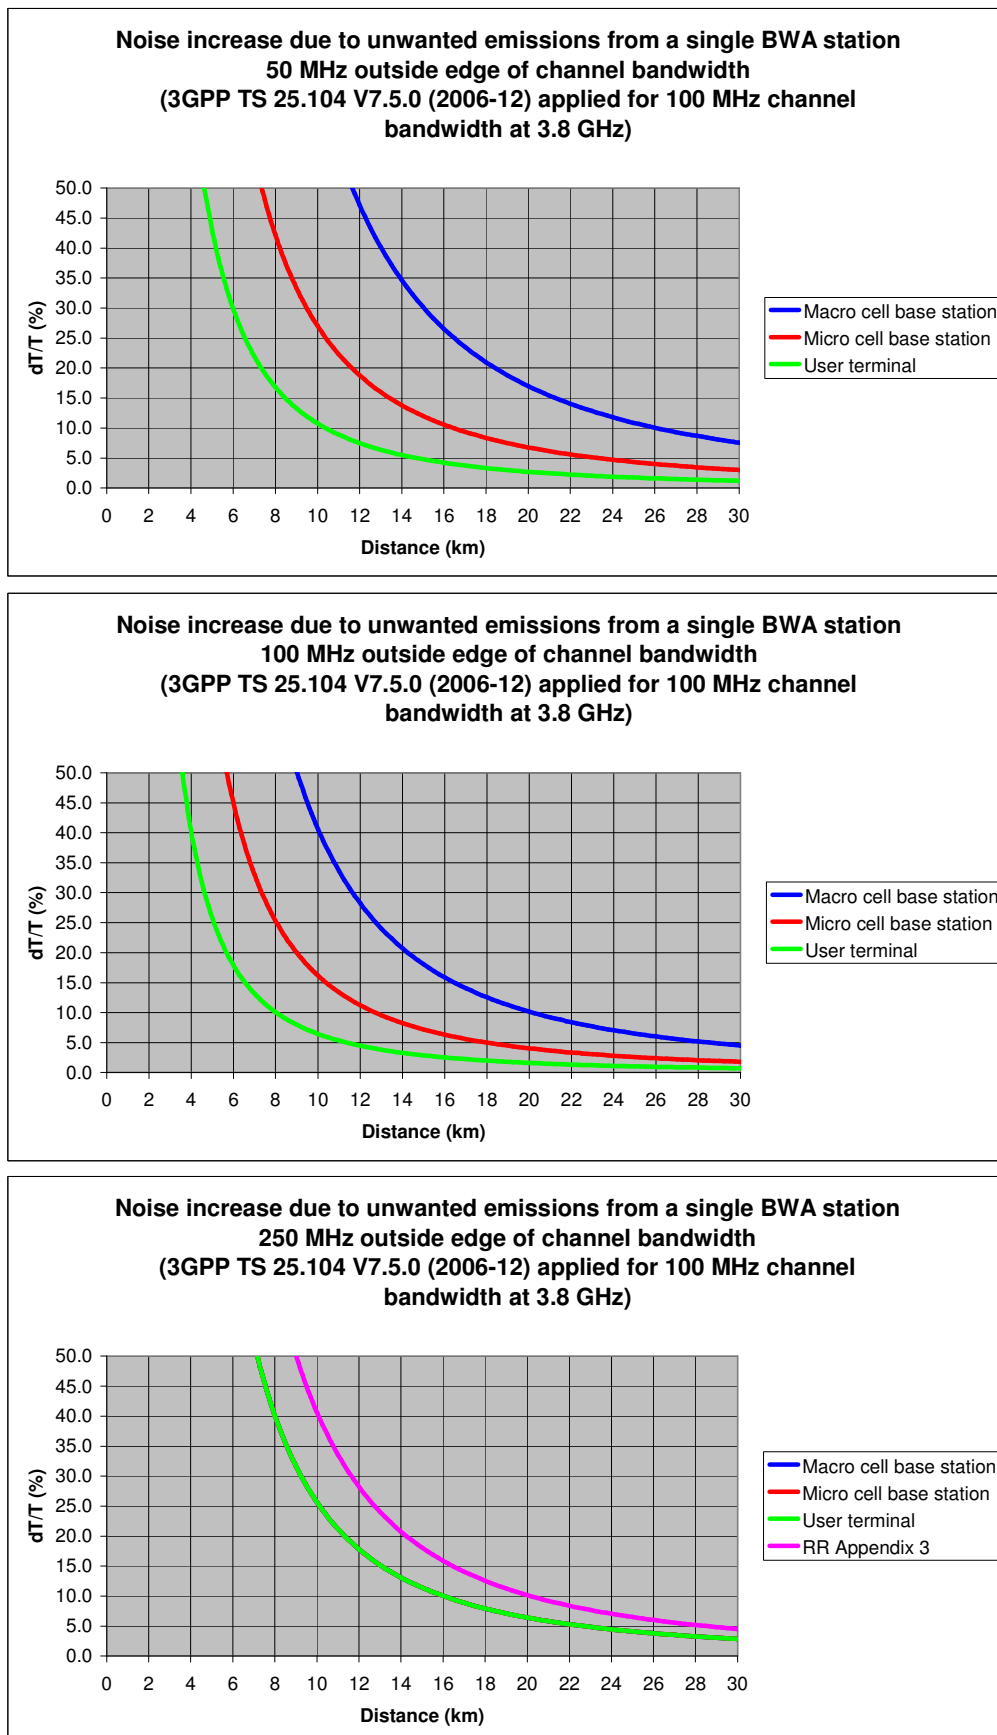 Noise increase due to unwanted emissions from a single BWA station
50 MHz outside edge of channel bandwidth
(3GPP TS 25.104 V7.5.0 (2006-12) applied for 100 MHz channel
bandwidth at 3.8 GHz)
50.0
45.0
40.0
35.0
30.0
25.0
20.0
15.0
10.0
5.0
0.0
dT/T (%)
0 2 4 6 8 10 12 14 16 18 20 22 24 26 28 30
Distance (km)
Macro cell base station
Micro cell base station
User terminal
Noise increase due to unwanted emissions from a single BWA station
100 MHz outside edge of channel bandwidth
(3GPP TS 25.104 V7.5.0 (2006-12) applied for 100 MHz channel
bandwidth at 3.8 GHz)
50.0
45.0
40.0
35.0
30.0
25.0
20.0
15.0
10.0
5.0
0.0
dT/T (%)
0 2 4 6 8 10 12 14 16 18 20 22 24 26 28 30
Distance (km)
Macro cell base station
Micro cell base station
User terminal
Noise increase due to unwanted emissions from a single BWA station
250 MHz outside edge of channel bandwidth
(3GPP TS 25.104 V7.5.0 (2006-12) applied for 100 MHz channel
bandwidth at 3.8 GHz)
50.0
45.0
40.0
35.0
30.0
25.0
20.0
15.0
10.0
5.0
0.0
dT/T (%)
0 2 4 6 8 10 12 14 16 18 20 22 24 26 28 30
Distance (km)
Macro cell base station
Micro cell base station
User terminal
RR Appendix 3